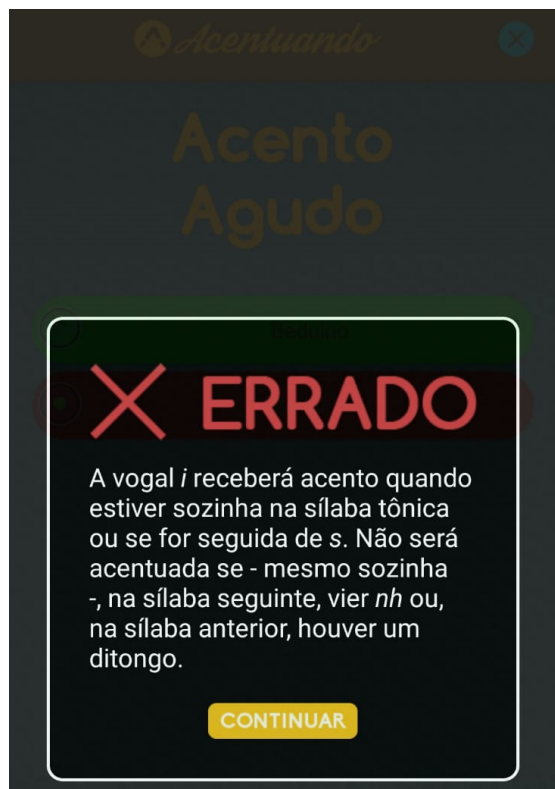 Acentuando
Acento
Agudo
ERRADO
A vogal i receberá acento quando
estiver sozinha na sílaba tônica
ou se for seguida de s. Não será
acentuada se - mesmo sozinha
-, na sílaba seguinte, vier nh ou,
na sílaba anterior, houver um
ditongo.
CONTINUAR